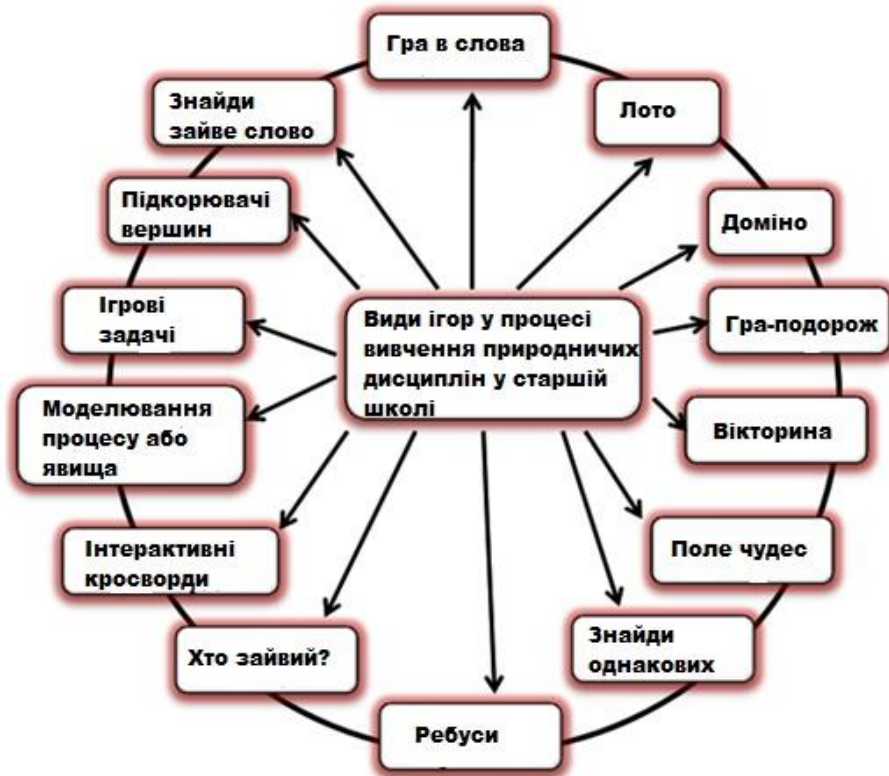 Гра в слова
Лото
Доміно
Гра-подорож
Вікторина
Поле чудес
Знайди
однакових
Ребуси
Хто зайвий?
Інтерактивні
кросворди
Моделювання
процесу або
явища
Ігрові
задачі
Підкорювачі
вершин
Знайди
зайве слово
Види ігор у процесі
вивчення природничих
дисциплін у старшій
школі